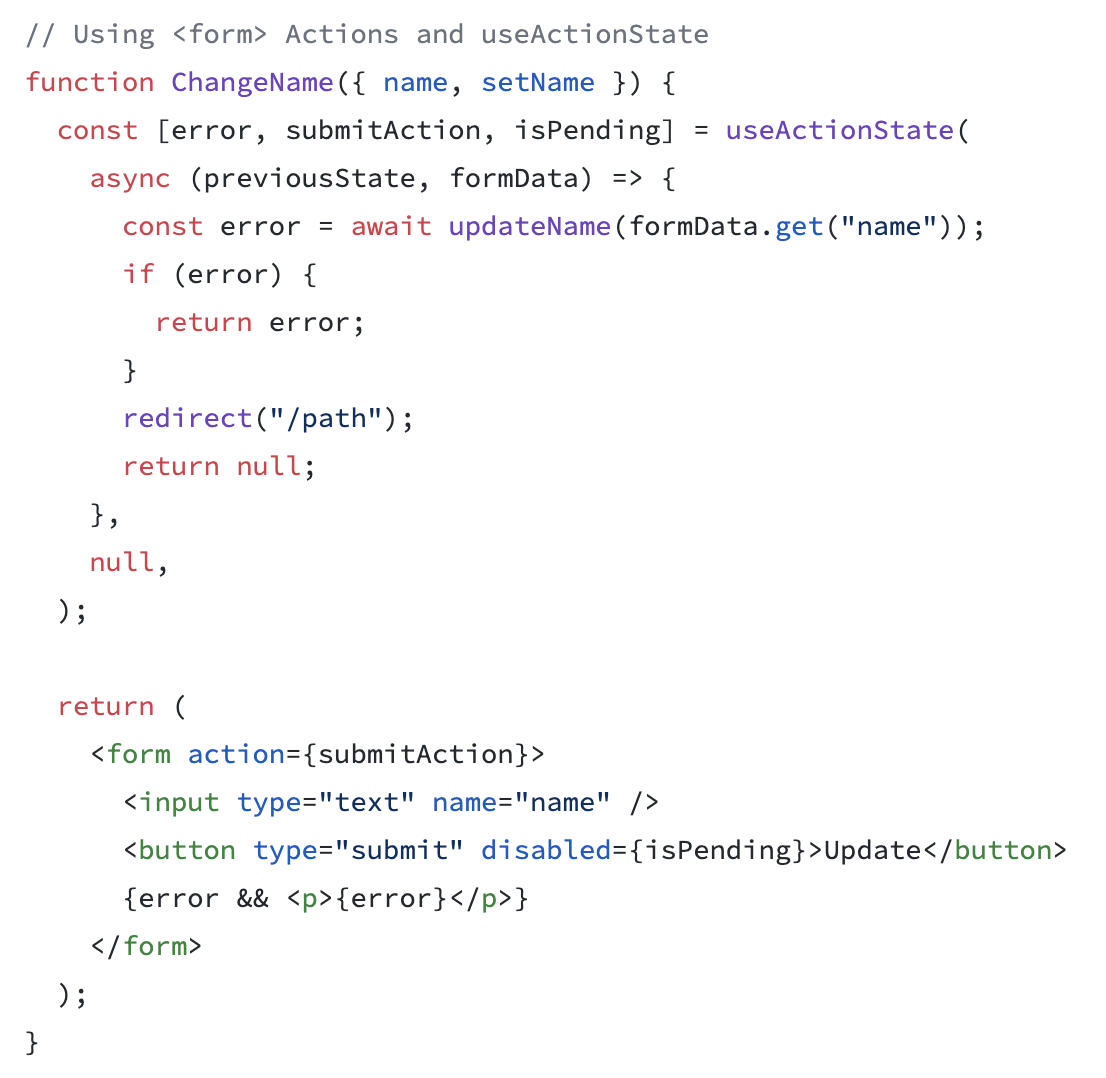 // Using <form> Actions and useActionState
function ChangeName({ name, setName }) {
  const [error, submitAction, isPending] = useActionState(
    async (previousState, formData) => {
      const error = await updateName(formData.get("name"));
      if (error) {
        return error;
      }
      redirect("/path");
      return null;
    },
    null,
  );

  return (
    <form action={submitAction}>
      <input type="text" name="name" />
      <button type="submit" disabled={isPending}>Update</button>
      {error && <p>{error}</p>}
    </form>
  );
}